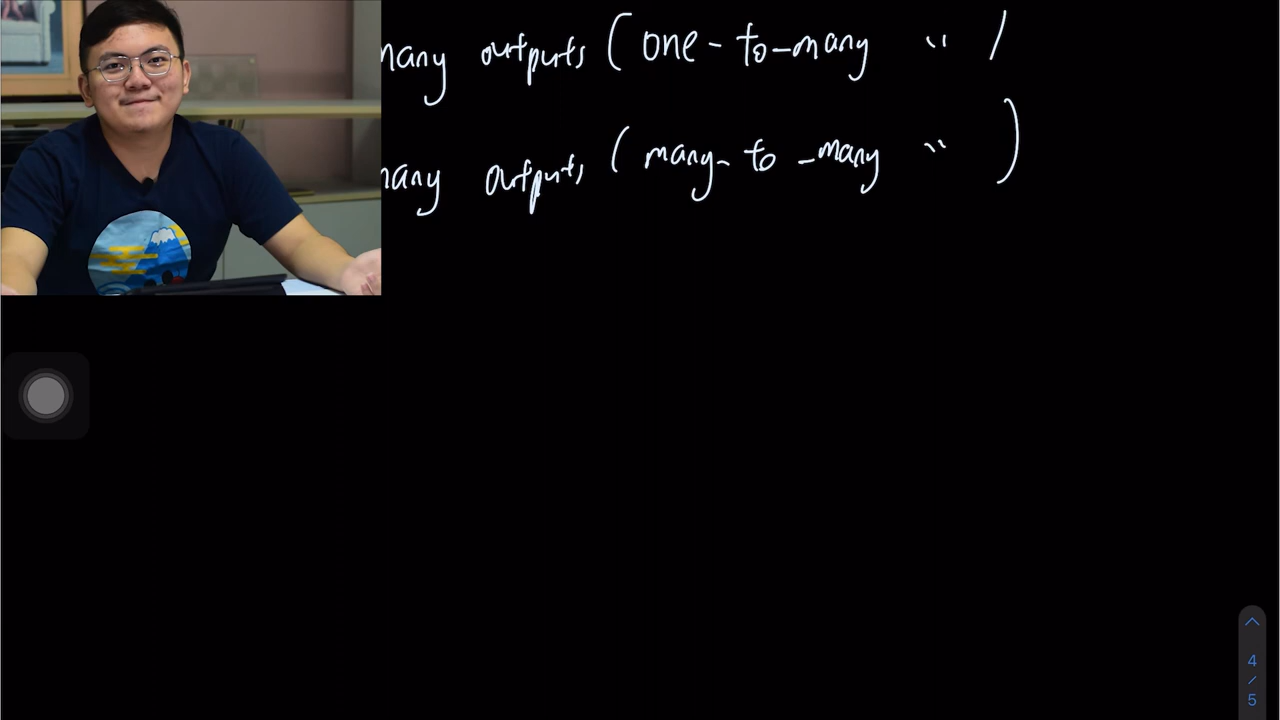 many outputs (one-to-many " )
many outputs (many-to-many " )
4
/
5